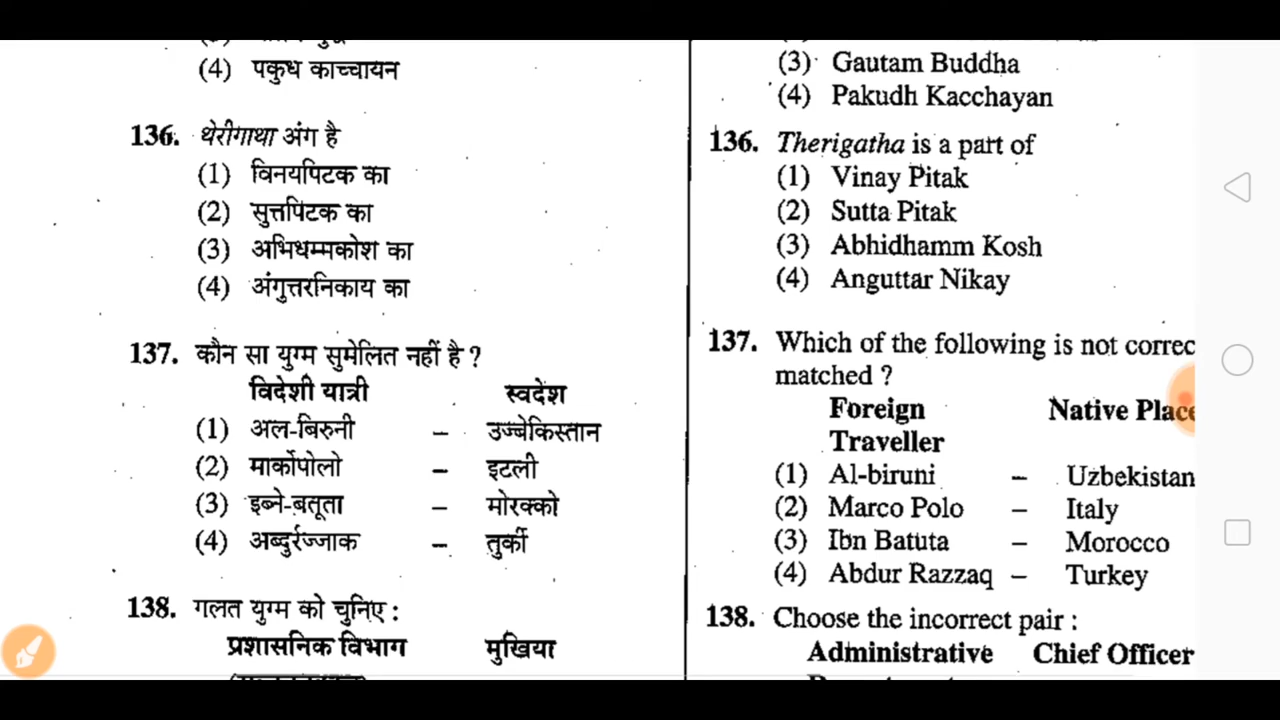 (4) पकुध काच्चायन
136. थेरीगाथा अंग है
(1) विनयपिटक का
(2) सुत्तपिटक का
(3) अभिधम्मकोश का
(4) अंगुत्तरनिकाय का
137. कौन सा युग्म सुमेलित नहीं है ?
विदेशी यात्री स्वदेश
(1) अल-बिरुनी – उज्बेकिस्तान
(2) मार्कोपोलो – इटली
(3) इब्ने-बतूता – मोरक्को
(4) अब्दुर्रज्जाक – तुर्की
138. गलत युग्म को चुनिए :
प्रशासनिक विभाग मुखिया
(3) Gautam Buddha
(4) Pakudh Kacchayan
136. Therigatha is a part of
(1) Vinay Pitak
(2) Sutta Pitak
(3) Abhidhamm Kosh
(4) Anguttar Nikay
137. Which of the following is not correc
matched ?
Foreign Native Place
Traveller
(1) Al-biruni – Uzbekistan
(2) Marco Polo – Italy
(3) Ibn Batuta – Morocco
(4) Abdur Razzaq – Turkey
138. Choose the incorrect pair :
Administrative Chief Officer